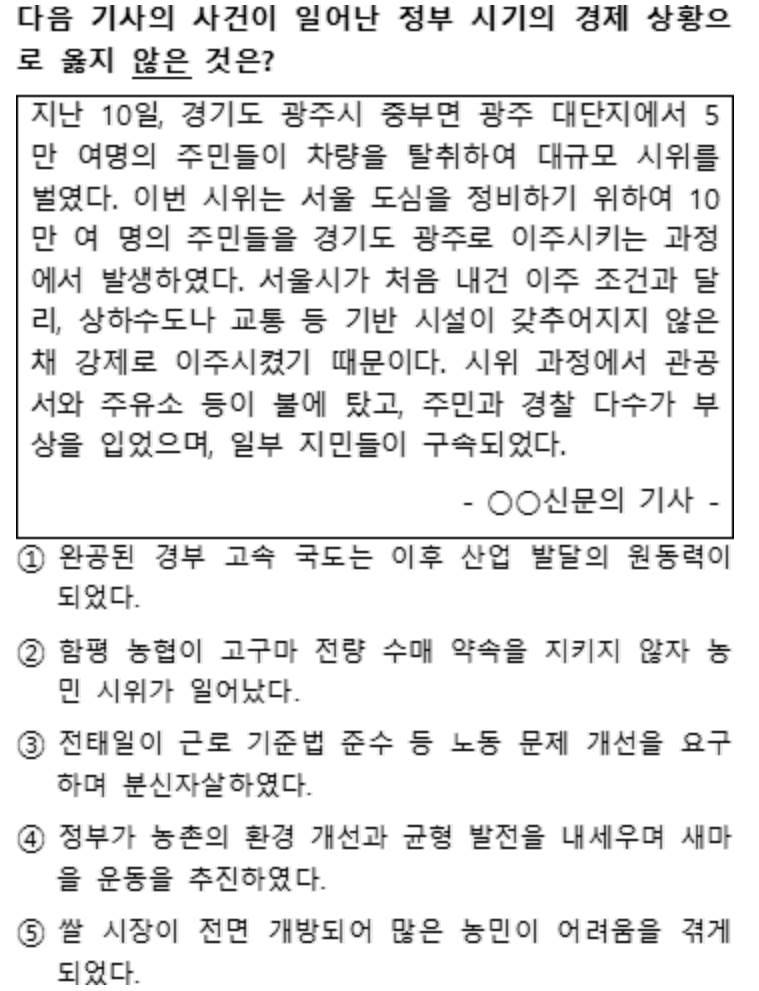 다음 기사의 사건이 일어난 정부 시기의 경제 상황으
로 옳지 않은 것은?
지난 10일, 경기도 광주시 중부면 광주 대단지에서 5
만 여명의 주민들이 차량을 탈취하여 대규모 시위를
벌였다. 이번 시위는 서울 도심을 정비하기 위하여 10
만 여 명의 주민들을 경기도 광주로 이주시키는 과정
에서 발생하였다. 서울시가 처음 내건 이주 조건과 달
리, 상하수도나 교통 등 기반 시설이 갖추어지지 않은
채 강제로 이주시켰기 때문이다. 시위 과정에서 관공
서와 주유소 등이 불에 탔고, 주민과 경찰 다수가 부
상을 입었으며, 일부 지민들이 구속되었다.
- ○○신문의 기사 -
① 완공된 경부 고속 국도는 이후 산업 발달의 원동력이
되었다.
② 함평 농협이 고구마 전량 수매 약속을 지키지 않자 농
민 시위가 일어났다.
③ 전태일이 근로 기준법 준수 등 노동 문제 개선을 요구
하며 분신자살하였다.
④ 정부가 농촌의 환경 개선과 균형 발전을 내세우며 새마
을 운동을 추진하였다.
⑤ 쌀 시장이 전면 개방되어 많은 농민이 어려움을 겪게
되었다.